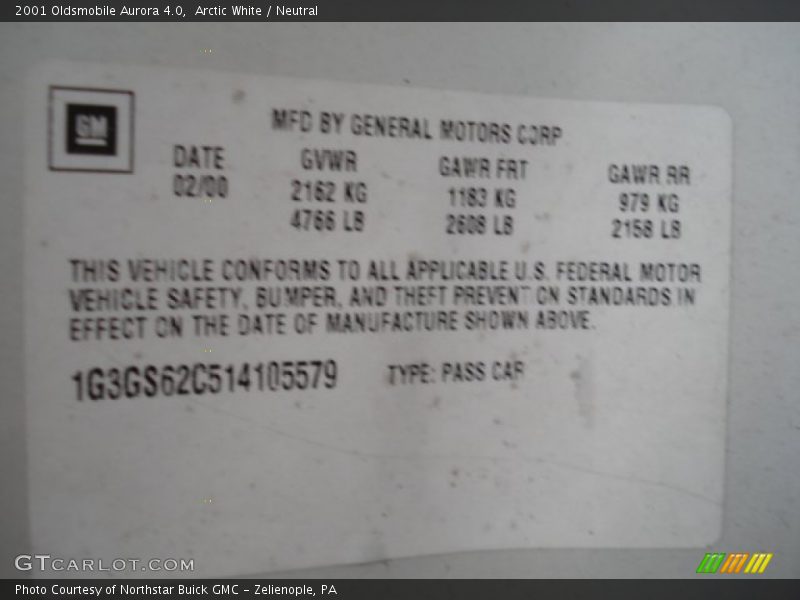 2001 Oldsmobile Aurora 4.0,  Arctic White / Neutral
GM
MFD BY GENERAL MOTORS CORP
DATE GVWR GAWR FRT GAWR RR
02/00 2162 KG 1183 KG 979 KG
4766 LB 2608 LB 2158 LB
THIS VEHICLE CONFORMS TO ALL APPLICABLE U.S. FEDERAL MOTOR
VEHICLE SAFETY, BUMPER, AND THEFT PREVENTION STANDARDS IN
EFFECT ON THE DATE OF MANUFACTURE SHOWN ABOVE.
1G3GS62C514105579 TYPE: PASS CAR
GTCARLOT.COM
Photo Courtesy of Northstar Buick GMC - Zelienople, PA